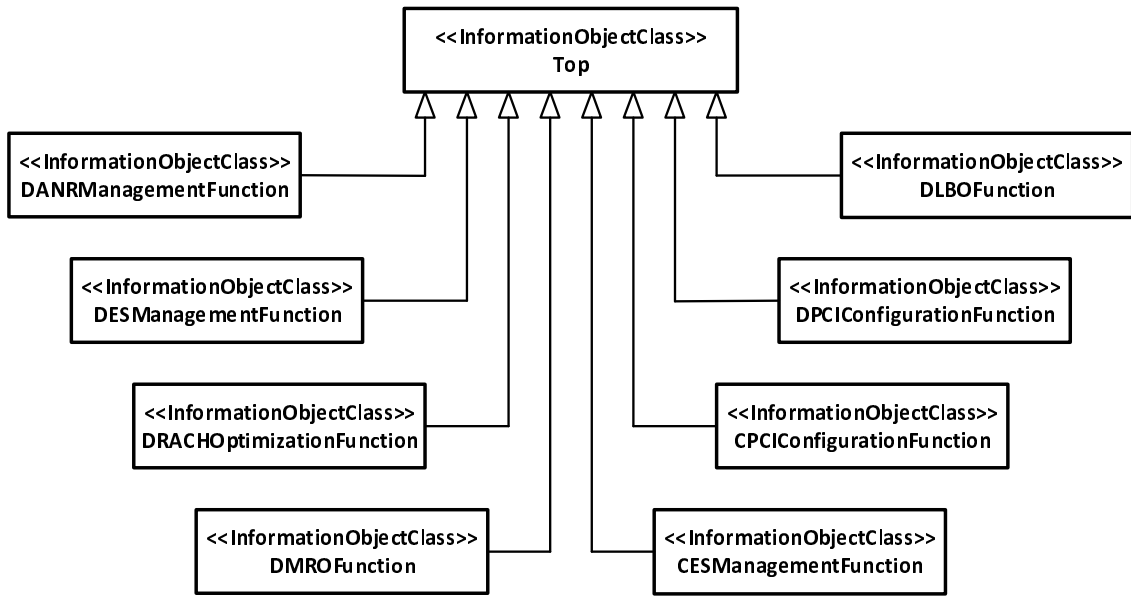 <<InformationObjectClass>>
Top
<<InformationObjectClass>>
DANRManagementFunction
<<InformationObjectClass>>
DLBOFunction
<<InformationObjectClass>>
DESManagementFunction
<<InformationObjectClass>>
DPCIConfigurationFunction
<<InformationObjectClass>>
DRACHOptimizationFunction
<<InformationObjectClass>>
CPCIConfigurationFunction
<<InformationObjectClass>>
DMROFunction
<<InformationObjectClass>>
CESManagementFunction